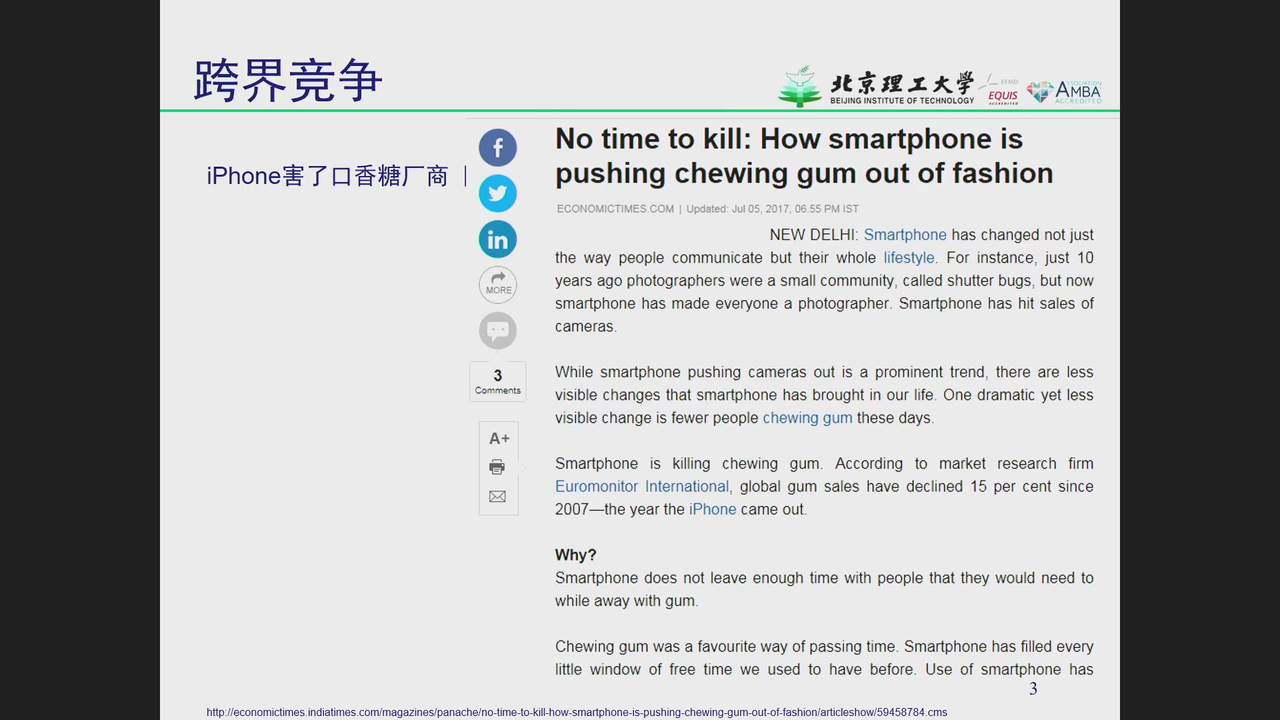 跨界竞争
北京理工大学
BEIJING INSTITUTE OF TECHNOLOGY
EFMD
EQUIS
ACCREDITED
ASSOCIATION
AMBA
ACCREDITED
iPhone害了口香糖厂商
MORE
3
Comments
A+
No time to kill: How smartphone is
pushing chewing gum out of fashion
ECONOMICTIMES.COM | Updated: Jul 05, 2017, 06.55 PM IST
NEW DELHI: Smartphone has changed not just
the way people communicate but their whole lifestyle. For instance, just 10
years ago photographers were a small community, called shutter bugs, but now
smartphone has made everyone a photographer. Smartphone has hit sales of
cameras.
While smartphone pushing cameras out is a prominent trend, there are less
visible changes that smartphone has brought in our life. One dramatic yet less
visible change is fewer people chewing gum these days.
Smartphone is killing chewing gum. According to market research firm
Euromonitor International, global gum sales have declined 15 per cent since
2007—the year the iPhone came out.
Why?
Smartphone does not leave enough time with people that they would need to
while away with gum.
Chewing gum was a favourite way of passing time. Smartphone has filled every
little window of free time we used to have before. Use of smartphone has
3
http://economictimes.indiatimes.com/magazines/panache/no-time-to-kill-how-smartphone-is-pushing-chewing-gum-out-of-fashion/articleshow/59458784.cms